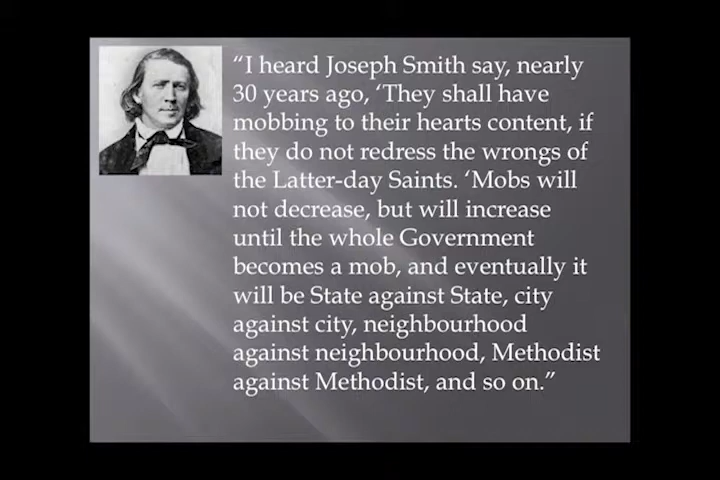 “I heard Joseph Smith say, nearly
30 years ago, ‘They shall have
mobbing to their hearts content, if
they do not redress the wrongs of
the Latter-day Saints. ‘Mobs will
not decrease, but will increase
until the whole Government
becomes a mob, and eventually it
will be State against State, city
against city, neighbourhood
against neighbourhood, Methodist
against Methodist, and so on.”